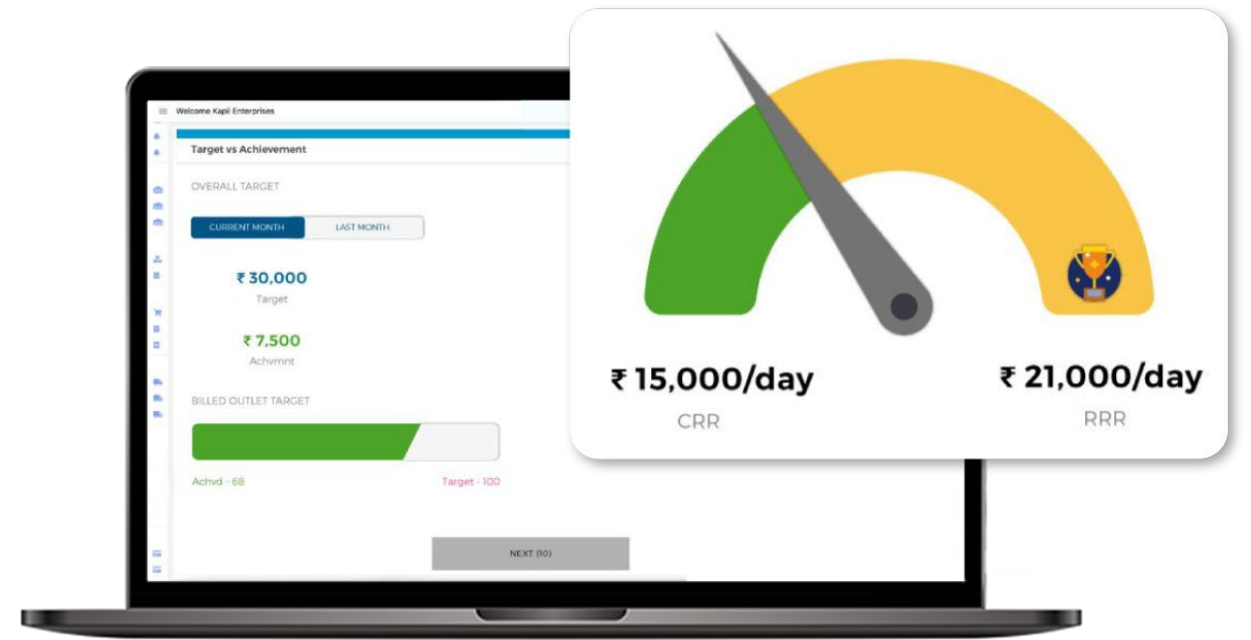 Welcome Kapil Enterprises
Target vs Achievement
OVERALL TARGET
CURRENT MONTH
LAST MONTH
₹ 30,000
Target
₹ 7,500
Achvmnt
BILLED OUTLET TARGET
Achvd - 68
Target - 100
NEXT (10)
₹ 15,000/day
CRR
₹ 21,000/day
RRR